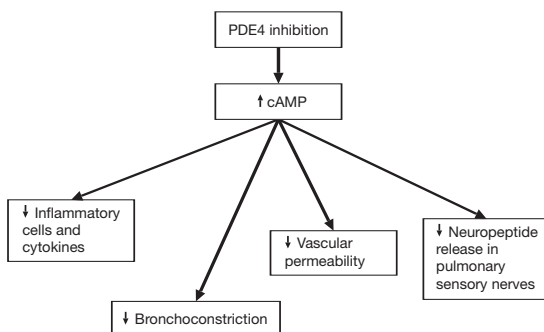 PDE4 inhibition
↑ cAMP
↓ Inflammatory
cells and
cytokines
↓ Bronchoconstriction
↓ Vascular
permeability
↓ Neuropeptide
release in
pulmonary
sensory nerves